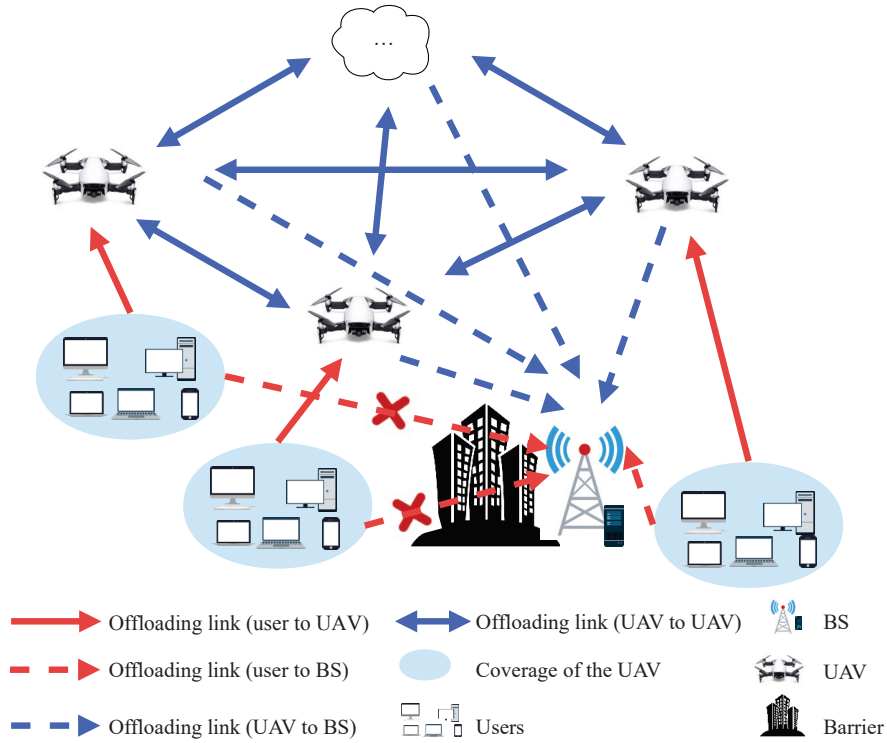 ...
Offloading link (user to UAV)
Offloading link (UAV to UAV)
BS
Offloading link (user to BS)
Coverage of the UAV
UAV
Offloading link (UAV to BS)
Users
Barrier